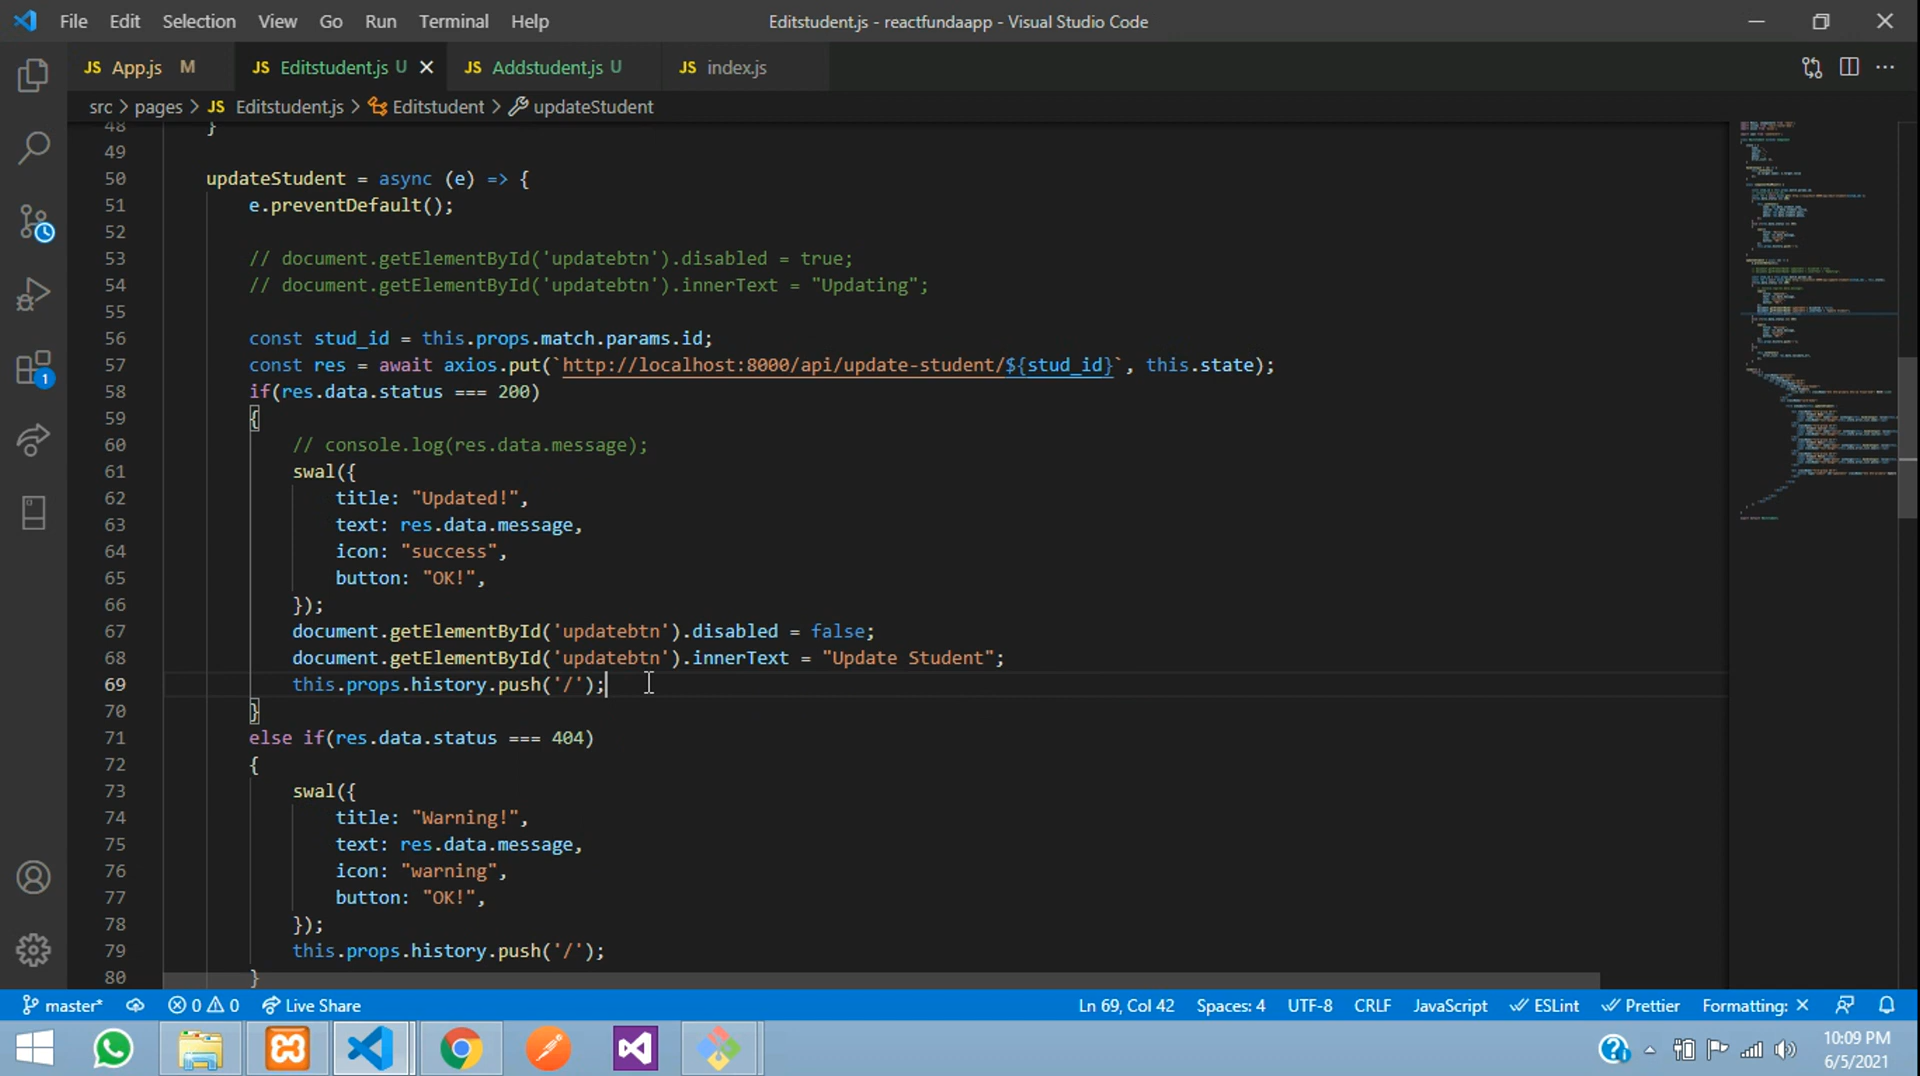 File Edit Selection View Go Run Terminal Help Editstudent.js - reactfundaapp - Visual Studio Code
JS App.js M JS Editstudent.js U JS Addstudent.js U JS index.js
src > pages > JS Editstudent.js > Editstudent > updateStudent
48 }
49
50 updateStudent = async (e) => {
51 e.preventDefault();
52
53 // document.getElementById('updatebtn').disabled = true;
54 // document.getElementById('updatebtn').innerText = "Updating";
55
56 const stud_id = this.props.match.params.id;
57 const res = await axios.put(`http://localhost:8000/api/update-student/${stud_id}`, this.state);
58 if(res.data.status === 200)
59 {
60 // console.log(res.data.message);
61 swal({
62 title: "Updated!",
63 text: res.data.message,
64 icon: "success",
65 button: "OK!",
66 });
67 document.getElementById('updatebtn').disabled = false;
68 document.getElementById('updatebtn').innerText = "Update Student";
69 this.props.history.push('/');
70 }
71 else if(res.data.status === 404)
72 {
73 swal({
74 title: "Warning!",
75 text: res.data.message,
76 icon: "warning",
77 button: "OK!",
78 });
79 this.props.history.push('/');
80 }
1
master* 0 0 Live Share Ln 69, Col 42 Spaces: 4 UTF-8 CRLF JavaScript ESLint Prettier Formatting: ×
10:09 PM
6/5/2021